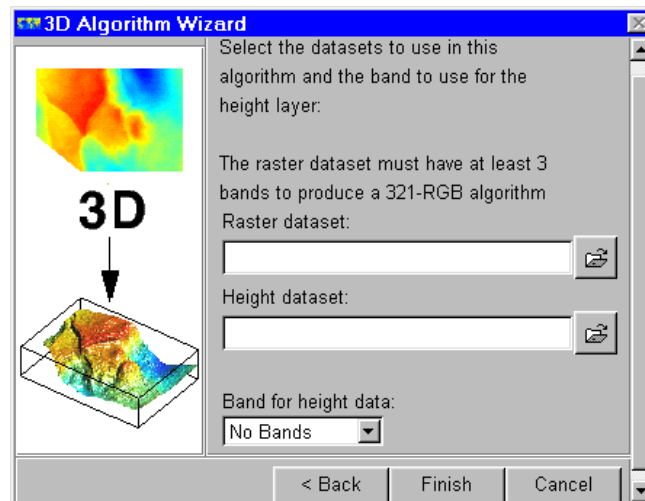 3D Algorithm Wizard
Select the datasets to use in this
algorithm and the band to use for the
height layer:
The raster dataset must have at least 3
bands to produce a 321-RGB algorithm
3D
Raster dataset:
Height dataset:
Band for height data:
No Bands
< Back
Finish
Cancel